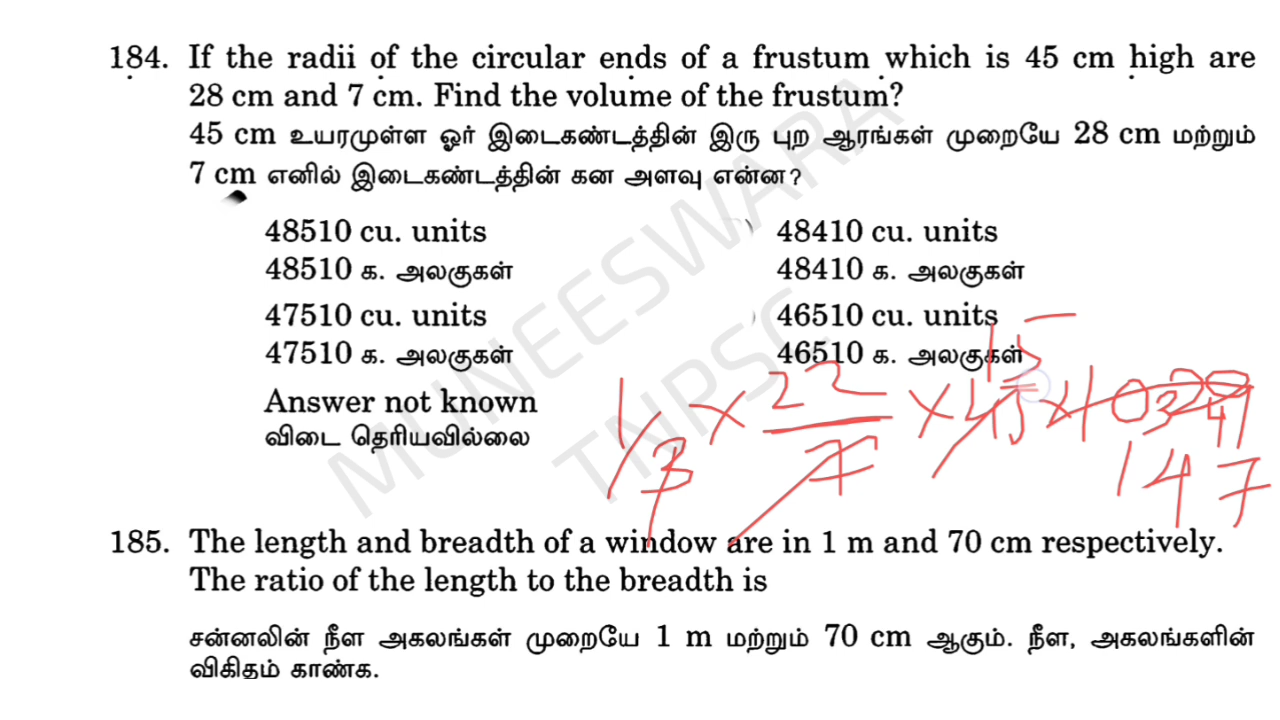 184. If the radii of the circular ends of a frustum which is 45 cm high are
28 cm and 7 cm. Find the volume of the frustum?
45 cm உயரமுள்ள ஓர் இடைகண்டத்தின் இரு புற ஆரங்கள் முறையே 28 cm மற்றும்
7 cm எனில் இடைகண்டத்தின் கன அளவு என்ன?
48510 cu. units
48410 cu. units
48510 க. அலகுகள்
48410 க. அலகுகள்
47510 cu. units
46510 cu. units
47510 க. அலகுகள்
46510 க. அலகுகள்
Answer not known
விடை தெரியவில்லை
MUNEESWARA
TNPSC
1/3 × 22/7 × 45 ×
15
147
185. The length and breadth of a window are in 1 m and 70 cm respectively.
The ratio of the length to the breadth is
சன்னலின் நீள அகலங்கள் முறையே 1 m மற்றும் 70 cm ஆகும். நீள, அகலங்களின்
விகிதம் காண்க.